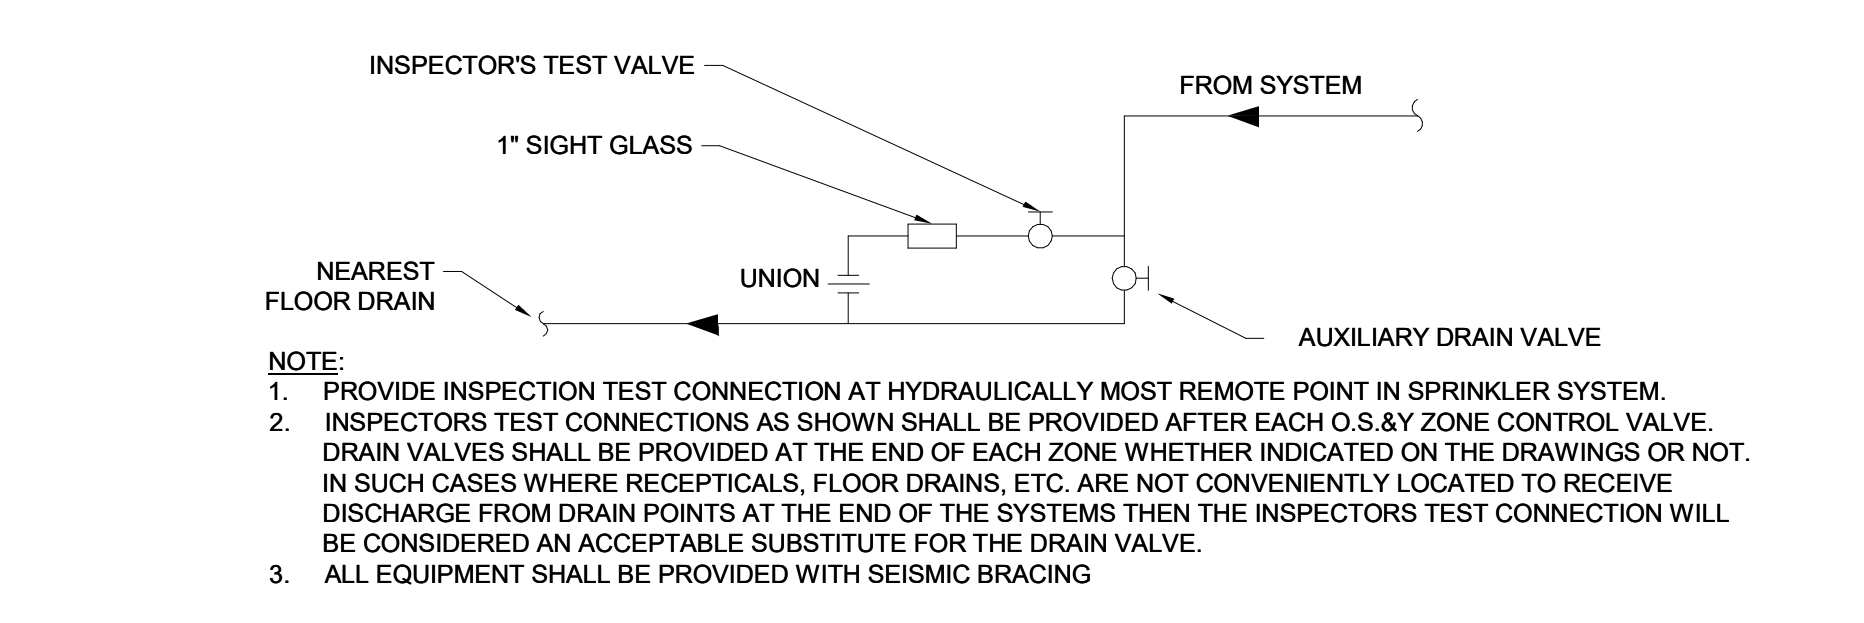 INSPECTOR'S TEST VALVE
FROM SYSTEM
1" SIGHT GLASS
NEAREST
FLOOR DRAIN
UNION
AUXILIARY DRAIN VALVE
NOTE:
1. PROVIDE INSPECTION TEST CONNECTION AT HYDRAULICALLY MOST REMOTE POINT IN SPRINKLER SYSTEM.
2. INSPECTORS TEST CONNECTIONS AS SHOWN SHALL BE PROVIDED AFTER EACH O.S.&Y ZONE CONTROL VALVE.
DRAIN VALVES SHALL BE PROVIDED AT THE END OF EACH ZONE WHETHER INDICATED ON THE DRAWINGS OR NOT.
IN SUCH CASES WHERE RECEPTICALS, FLOOR DRAINS, ETC. ARE NOT CONVENIENTLY LOCATED TO RECEIVE
DISCHARGE FROM DRAIN POINTS AT THE END OF THE SYSTEMS THEN THE INSPECTORS TEST CONNECTION WILL
BE CONSIDERED AN ACCEPTABLE SUBSTITUTE FOR THE DRAIN VALVE.
3. ALL EQUIPMENT SHALL BE PROVIDED WITH SEISMIC BRACING